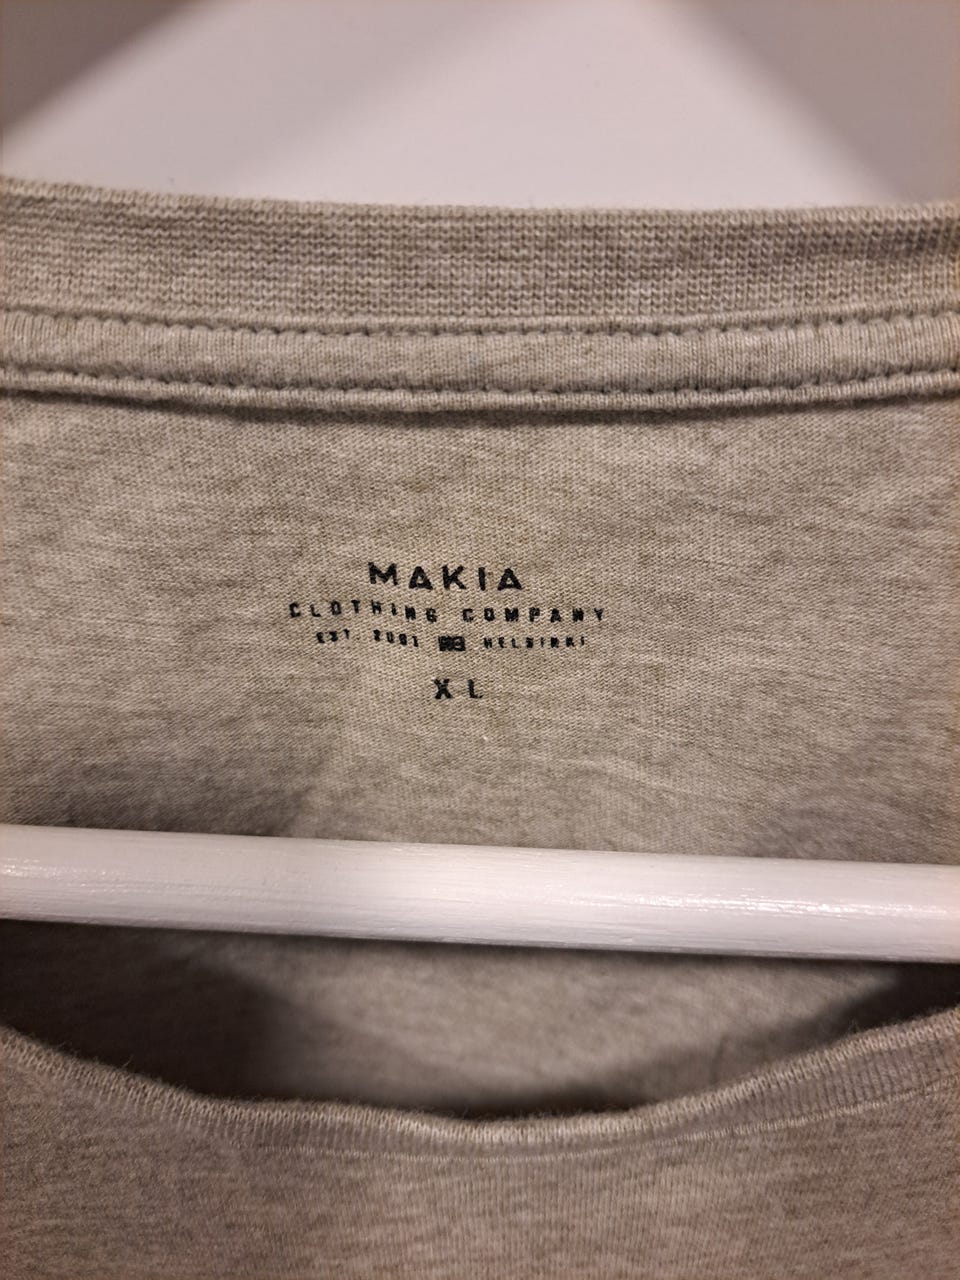 MAKIA
CLOTHING COMPANY
EST. 2001 HELSINKI
XL